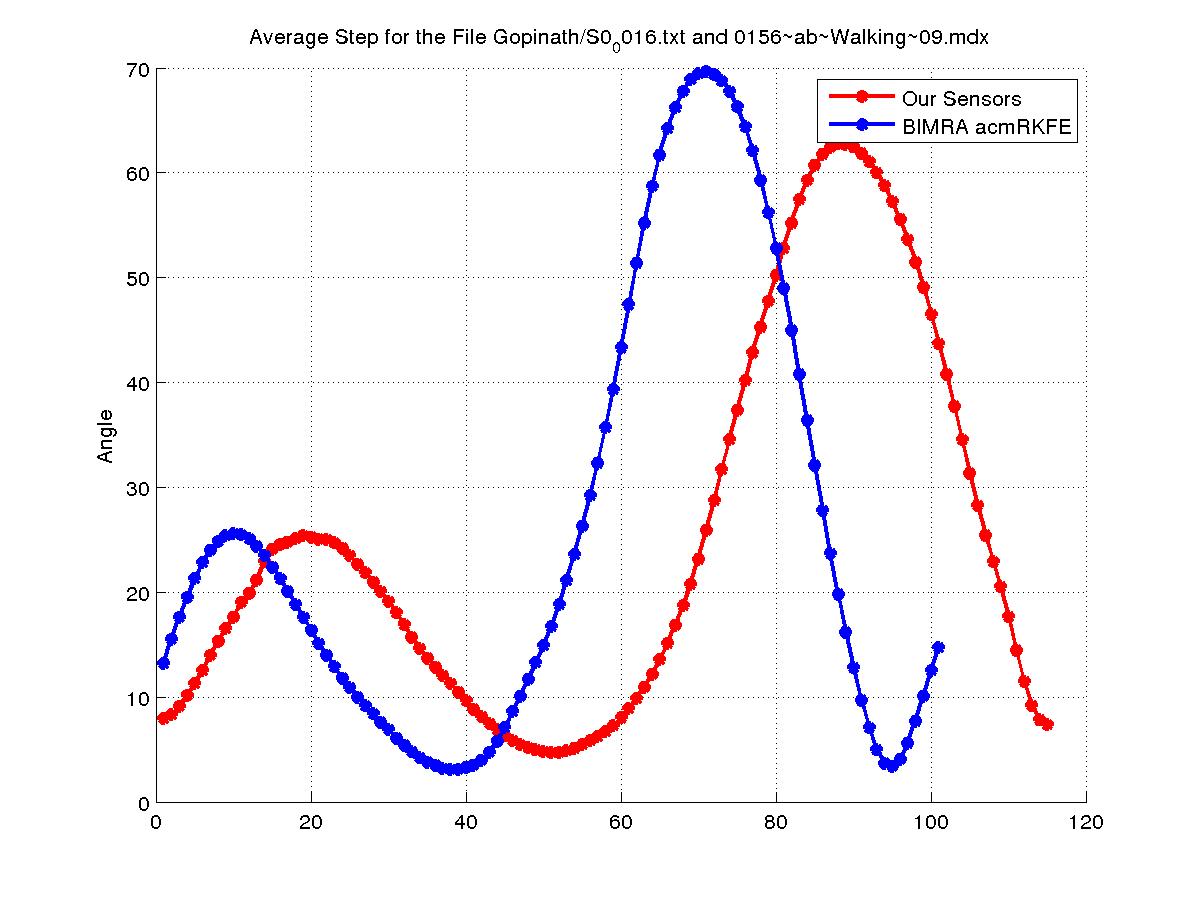 Average Step for the File Gopinath/S0₀016.txt and 0156~ab~Walking~09.mdx
70
Our Sensors
BIMRA acmRKFE
60
50
40
Angle
30
20
10
0
0 20 40 60 80 100 120